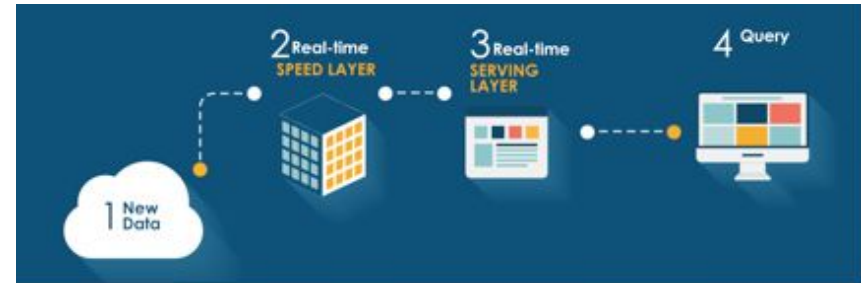 1 New
Data
2 Real-time
SPEED LAYER
3 Real-time
SERVING
LAYER
4 Query